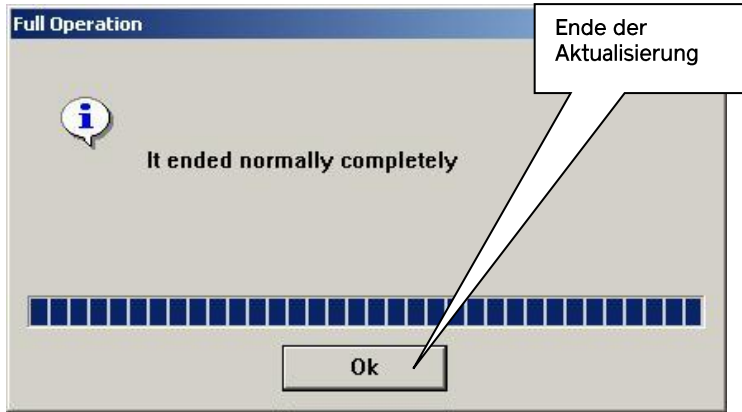 Full Operation
Ende der
Aktualisierung
It ended normally completely
Ok